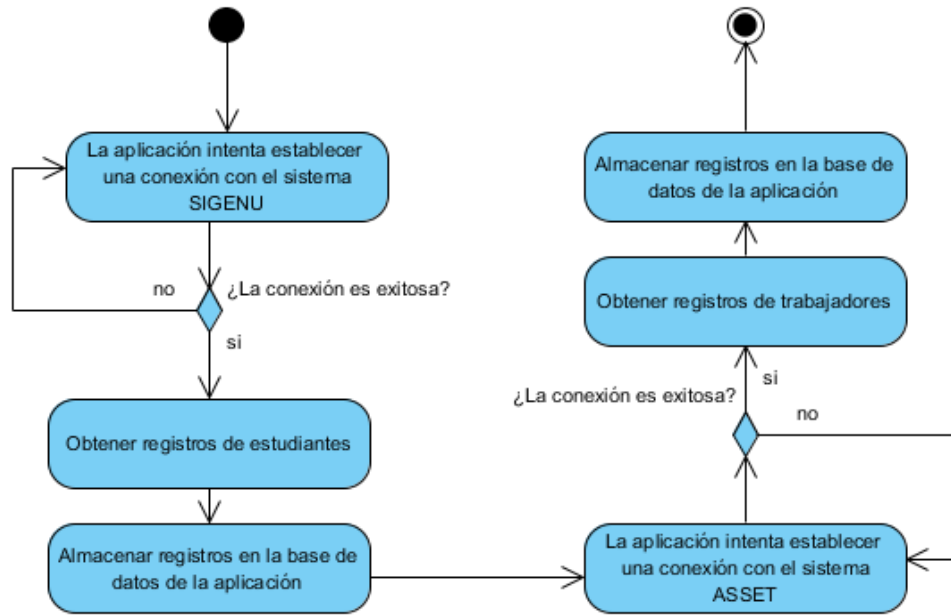 La aplicación intenta establecer
una conexión con el sistema
SIGENU
no
¿La conexión es exitosa?
si
Obtener registros de estudiantes
Almacenar registros en la base de
datos de la aplicación
La aplicación intenta establecer
una conexión con el sistema
ASSET
¿La conexión es exitosa?
no
si
Obtener registros de trabajadores
Almacenar registros en la base de
datos de la aplicación